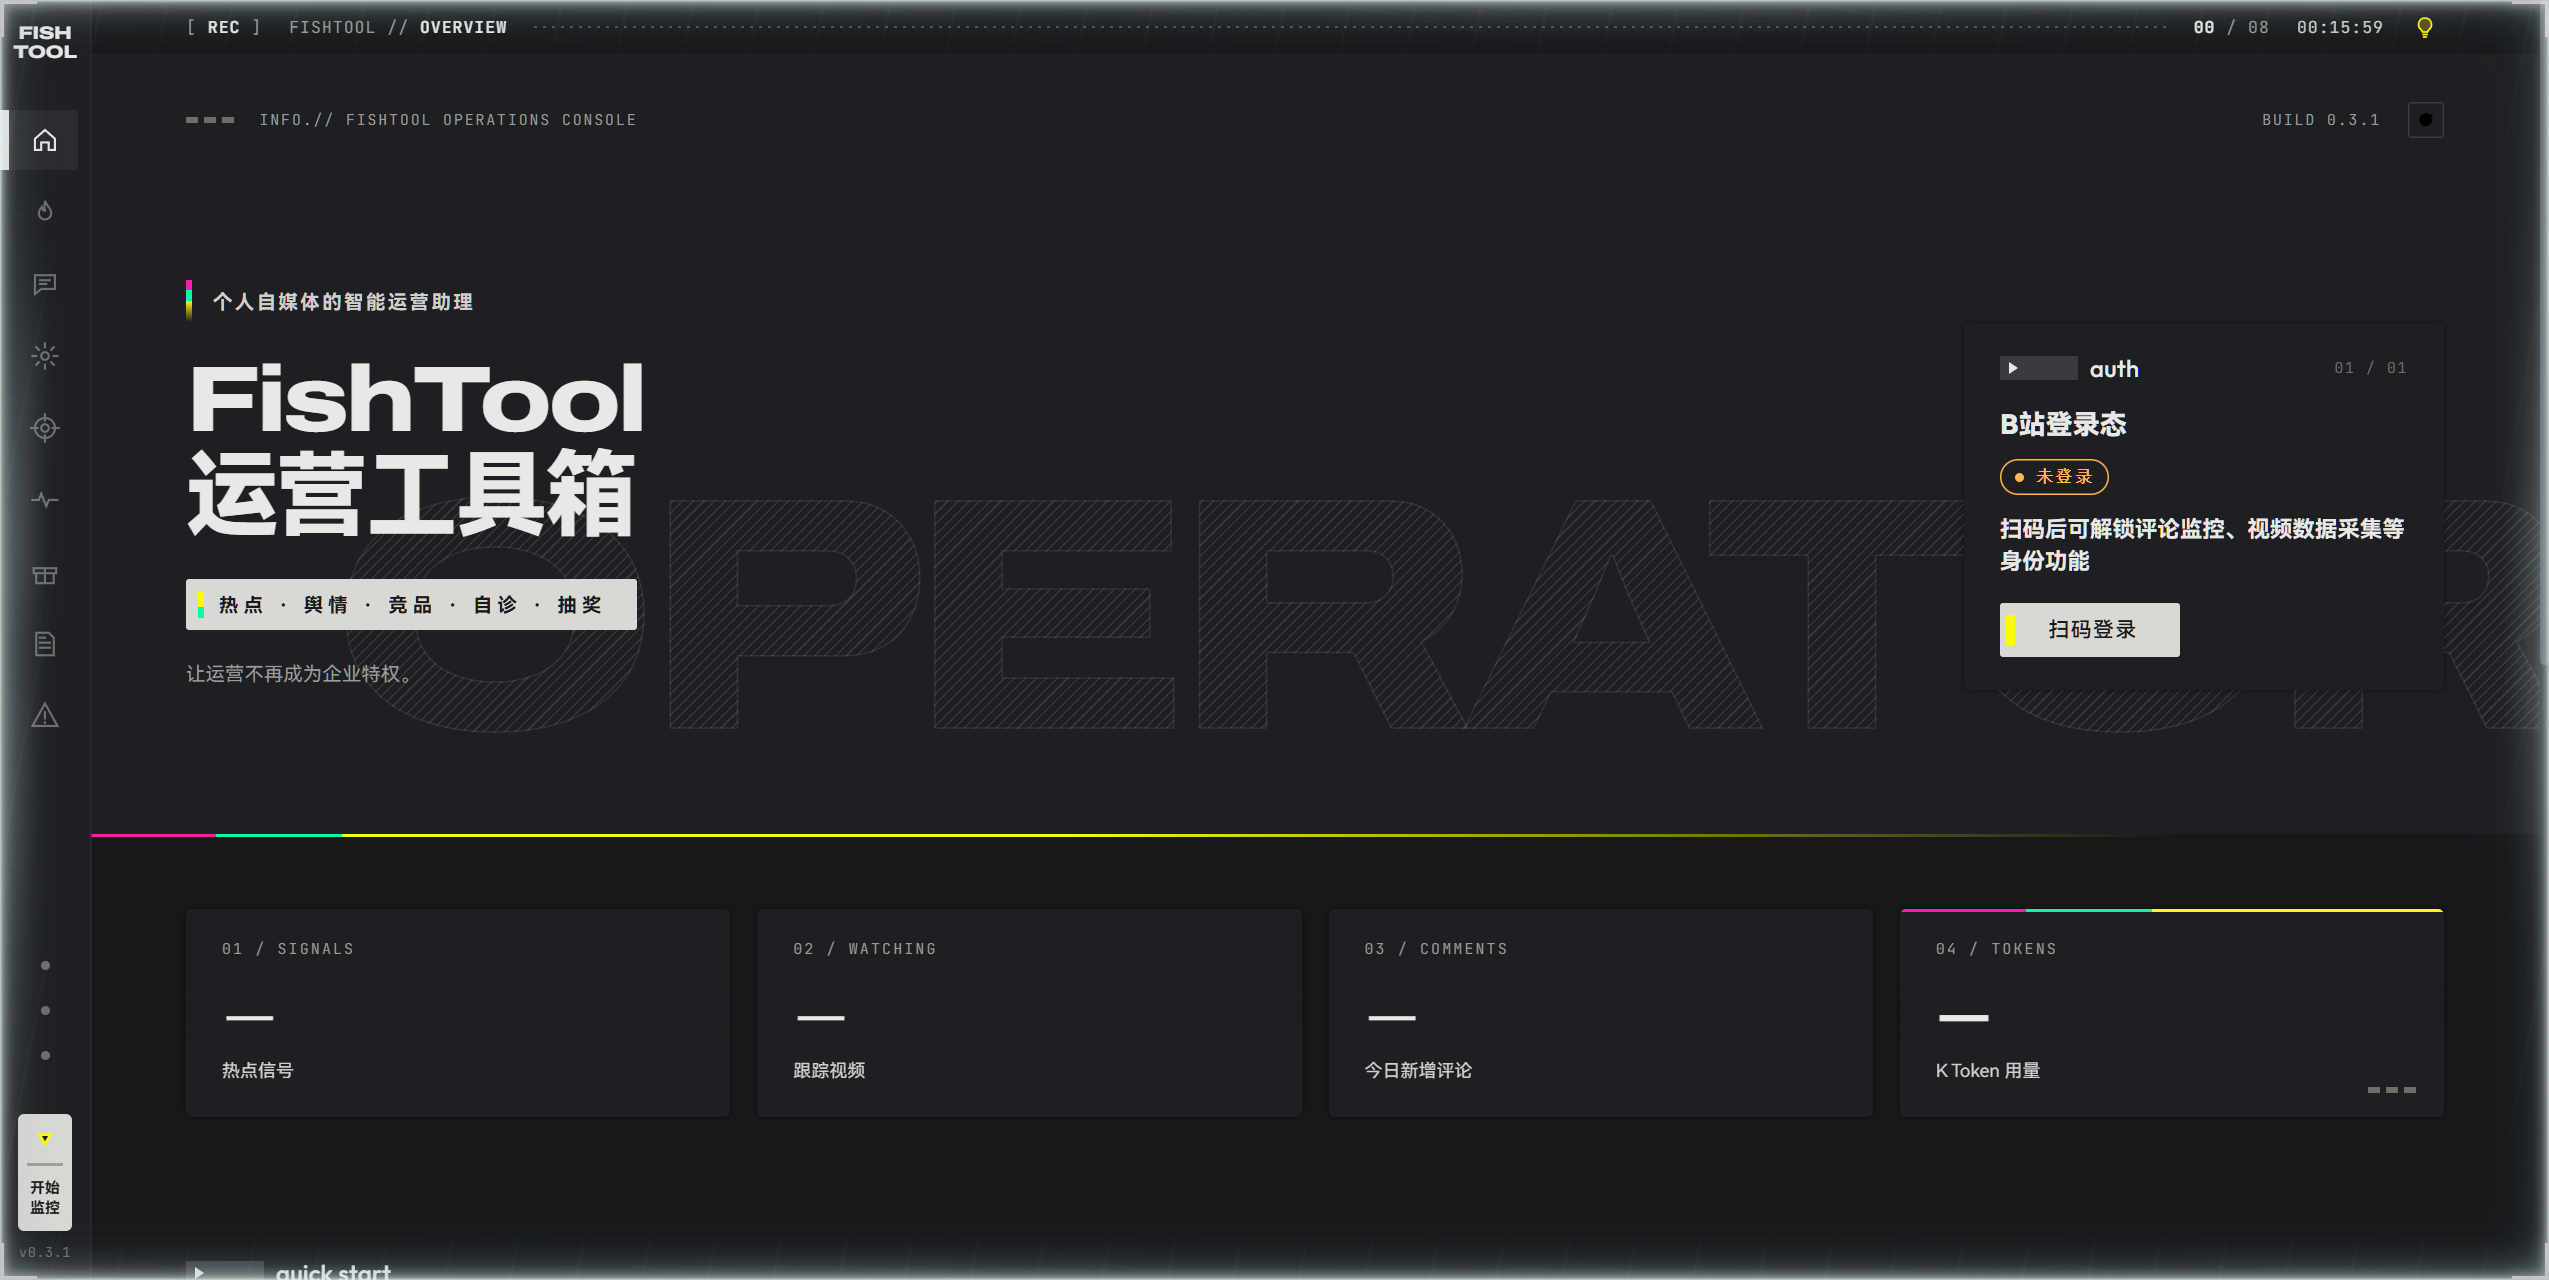 FISH
TOOL
[ REC ] FISHTOOL // OVERVIEW
00 / 08 00:15:59
INFO.// FISHTOOL OPERATIONS CONSOLE
BUILD 0.3.1
个人自媒体的智能运营助理
FishTool
运营工具箱
热点 · 舆情 · 竞品 · 自诊 · 抽奖
让运营不再成为企业特权。
OPERATOR
auth
01 / 01
B站登录态
未登录
扫码后可解锁评论监控、视频数据采集等
身份功能
扫码登录
01 / SIGNALS
—
热点信号
02 / WATCHING
—
跟踪视频
03 / COMMENTS
—
今日新增评论
04 / TOKENS
—
K Token 用量
开始
监控
v0.3.1
quick start